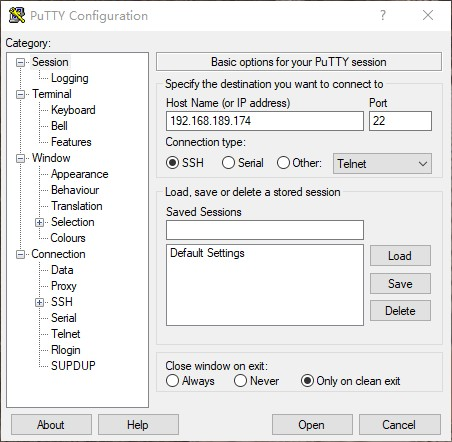 PuTTY Configuration
Category:
Session
Logging
Terminal
Keyboard
Bell
Features
Window
Appearance
Behaviour
Translation
Selection
Colours
Connection
Data
Proxy
SSH
Serial
Telnet
Rlogin
SUPDUP
Basic options for your PuTTY session
Specify the destination you want to connect to
Host Name (or IP address) Port
192.168.189.174 22
Connection type:
SSH Serial Other: Telnet
Load, save or delete a stored session
Saved Sessions
Default Settings
Load
Save
Delete
Close window on exit:
Always Never Only on clean exit
About Help Open Cancel